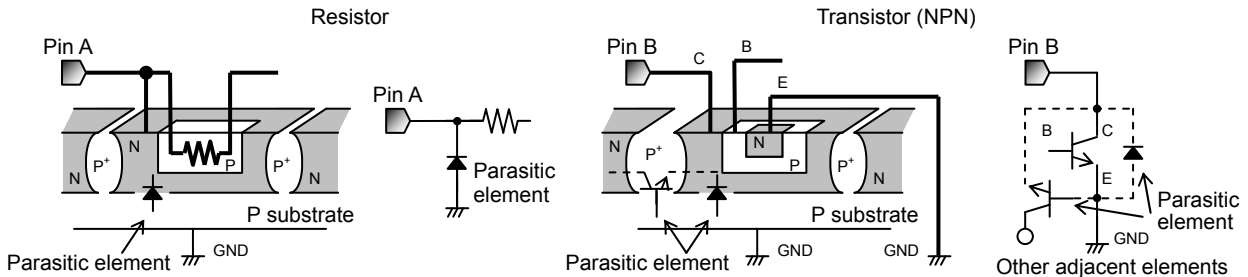 Resistor
Pin A
N
P+
N
P
P+
N
P substrate
Parasitic element
GND
Pin A
Parasitic
element
Transistor (NPN)
Pin B
C
B
E
N
P+
N
P
P+
N
P substrate
Parasitic element
GND
GND
Pin B
B
C
E
Parasitic
element
GND
Other adjacent elements